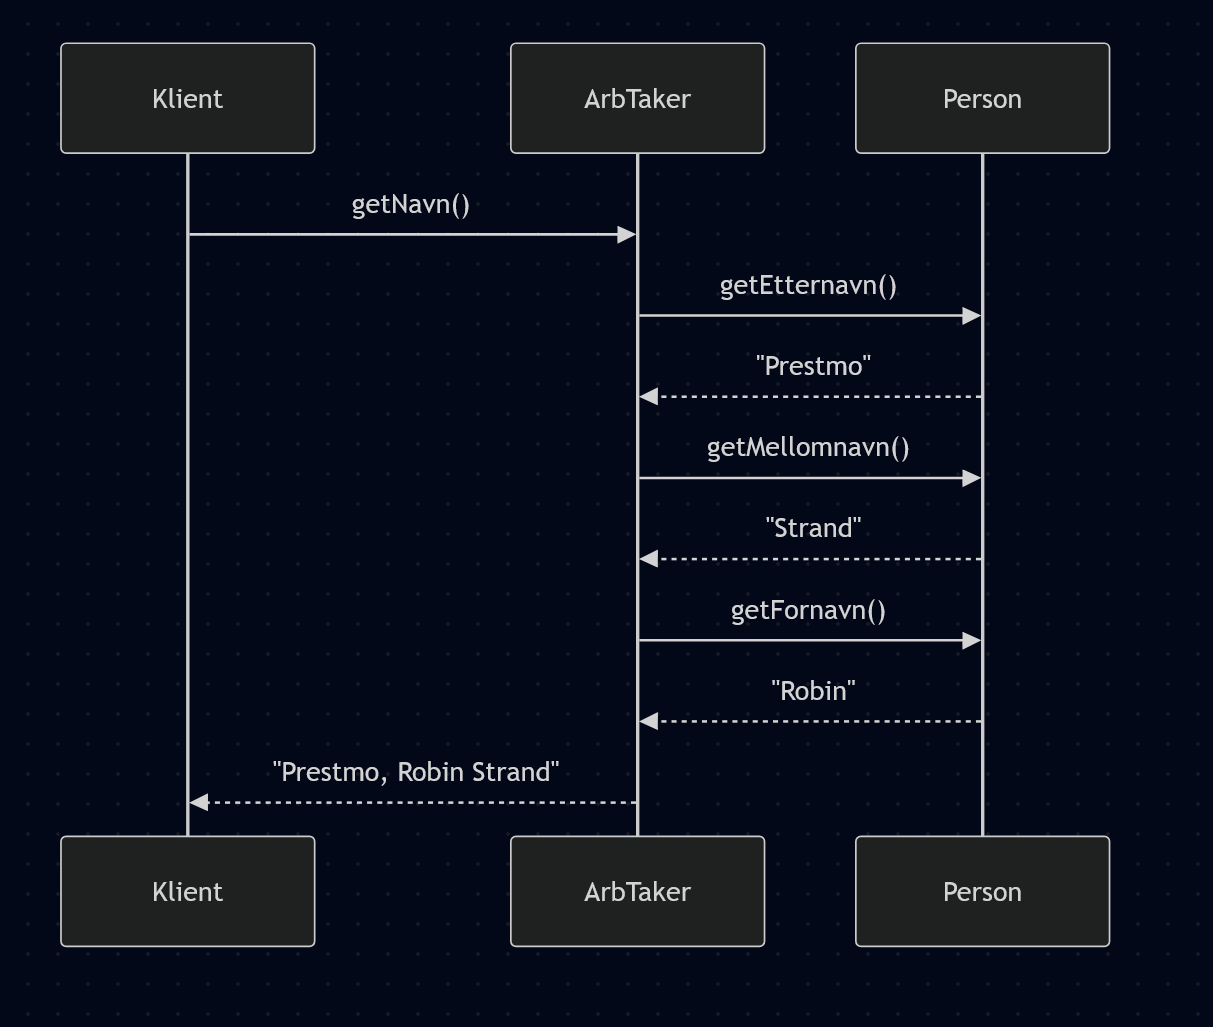 Klient
ArbTaker
Person
getNavn()
getEtternavn()
"Prestmo"
getMellomnavn()
"Strand"
getFornavn()
"Robin"
"Prestmo, Robin Strand"
Klient
ArbTaker
Person